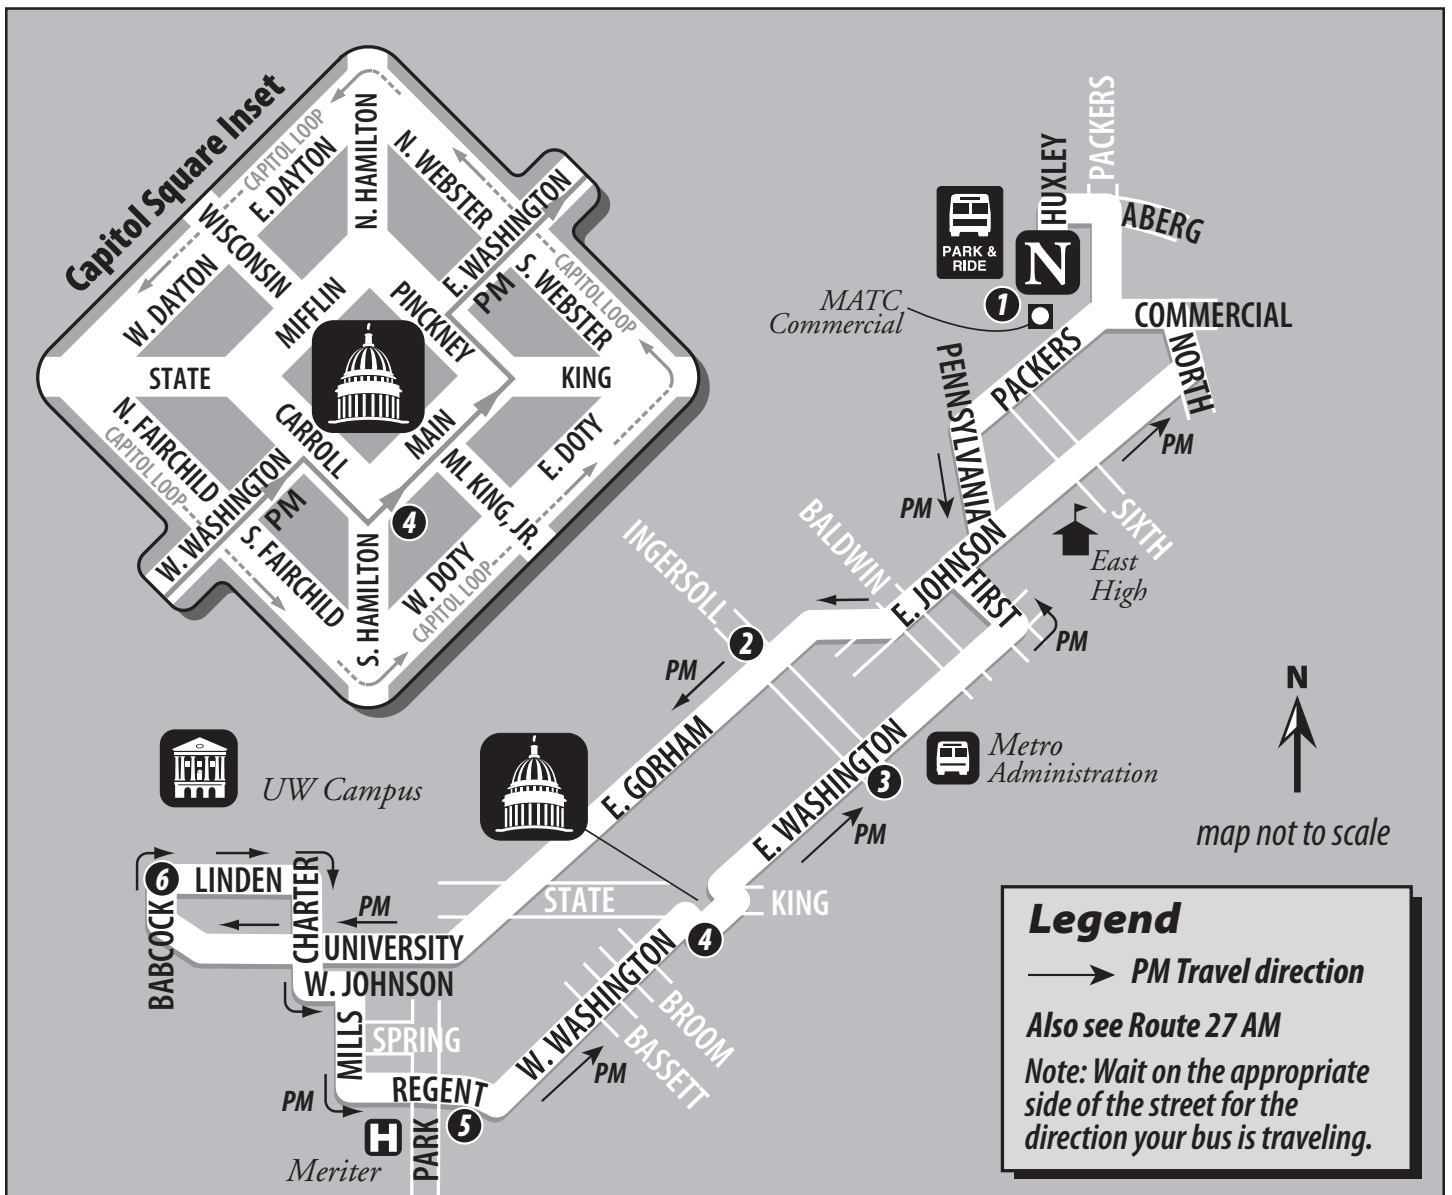 Capitol Square Inset
CAPITOL LOOP
E. DAYTON
N. HAMILTON
N. WEBSTER
E. WASHINGTON
PM
WISCONSIN
W. DAYTON
MIFFLIN
PINCKNEY
S. WEBSTER
CAPITOL LOOP
STATE
KING
N. FAIRCHILD
CAPITOL LOOP
CARROLL
MAIN
E. DOTY
ML KING, JR.
W. WASHINGTON
PM
S. FAIRCHILD
4
S. HAMILTON
W. DOTY
CAPITOL LOOP
PACKERS
HUXLEY
ABERG
PARK &
RIDE
N
1
MATC
Commercial
COMMERCIAL
NORTH
PACKERS
PENNSYLVANIA
PM
PM
SIXTH
East
High
BALDWIN
INGERSOLL
E. JOHNSON
FIRST
PM
2
PM
E. GORHAM
E. WASHINGTON
3
PM
Metro
Administration
N
map not to scale
UW Campus
6
LINDEN
CHARTER
BABCOCK
PM
UNIVERSITY
W. JOHNSON
STATE
KING
4
W. WASHINGTON
BROOM
BASSETT
PM
MILLS
SPRING
REGENT
PM
5
H
PARK
Meriter
Legend
PM Travel direction
Also see Route 27 AM
Note: Wait on the appropriate
side of the street for the
direction your bus is traveling.